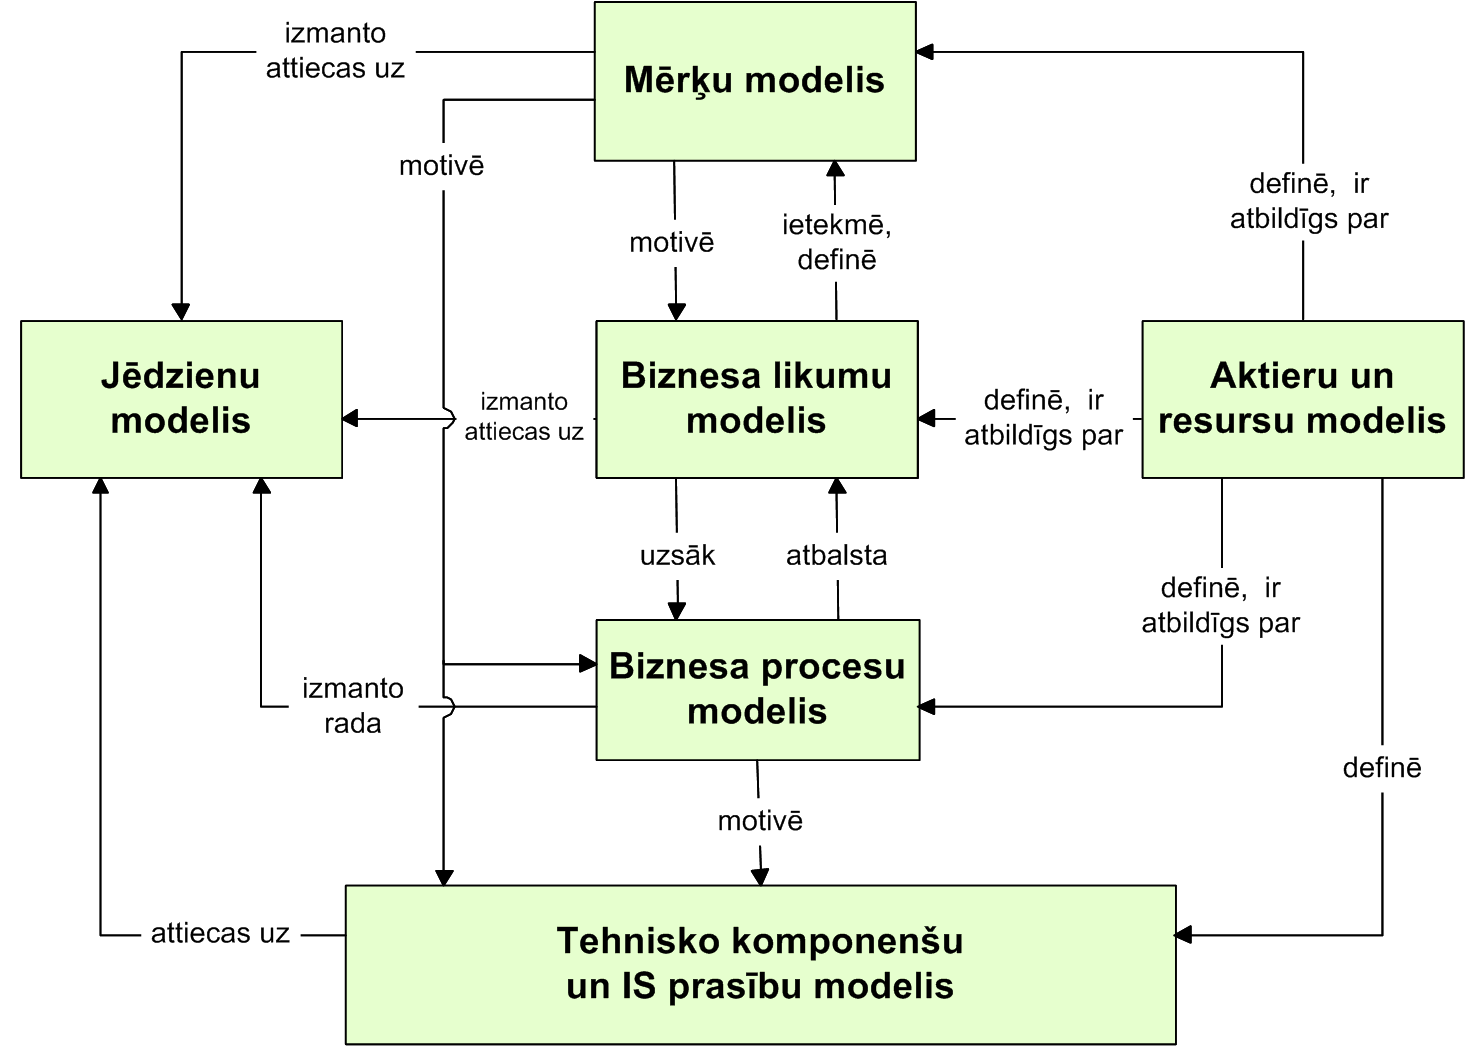 izmanto
attiecas uz
Mērķu modelis
motivē
definē,  ir
atbildīgs par
motivē
ietekmē,
definē
Jēdzienu
modelis
izmanto
attiecas uz
Biznesa likumu
modelis
definē,  ir
atbildīgs par
Aktieru un
resursu modelis
uzsāk
atbalsta
definē,  ir
atbildīgs par
izmanto
rada
Biznesa procesu
modelis
definē
motivē
attiecas uz
Tehnisko komponenšu
un IS prasību modelis